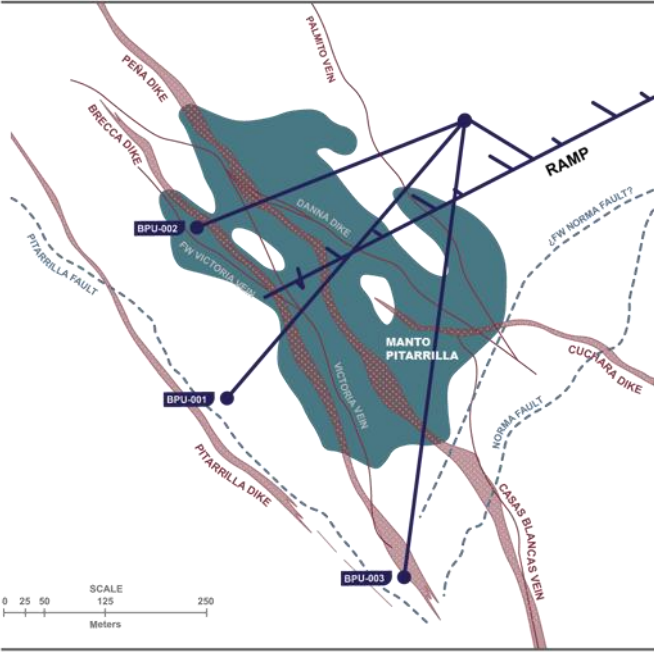 PALMITO VEIN
PEÑA DIKE
BRECCA DIKE
RAMP
DANNA DIKE
¿FW NORMA FAULT?
BPU-002
FW VICTORIA VEIN
PITARRILLA FAULT
MANTO
PITARRILLA
CUCHARA DIKE
VICTORIA VEIN
BPU-001
NORMA FAULT
PITARRILLA DIKE
CASAS BLANCAS VEIN
BPU-003
SCALE
0 25 50 125 250
Meters